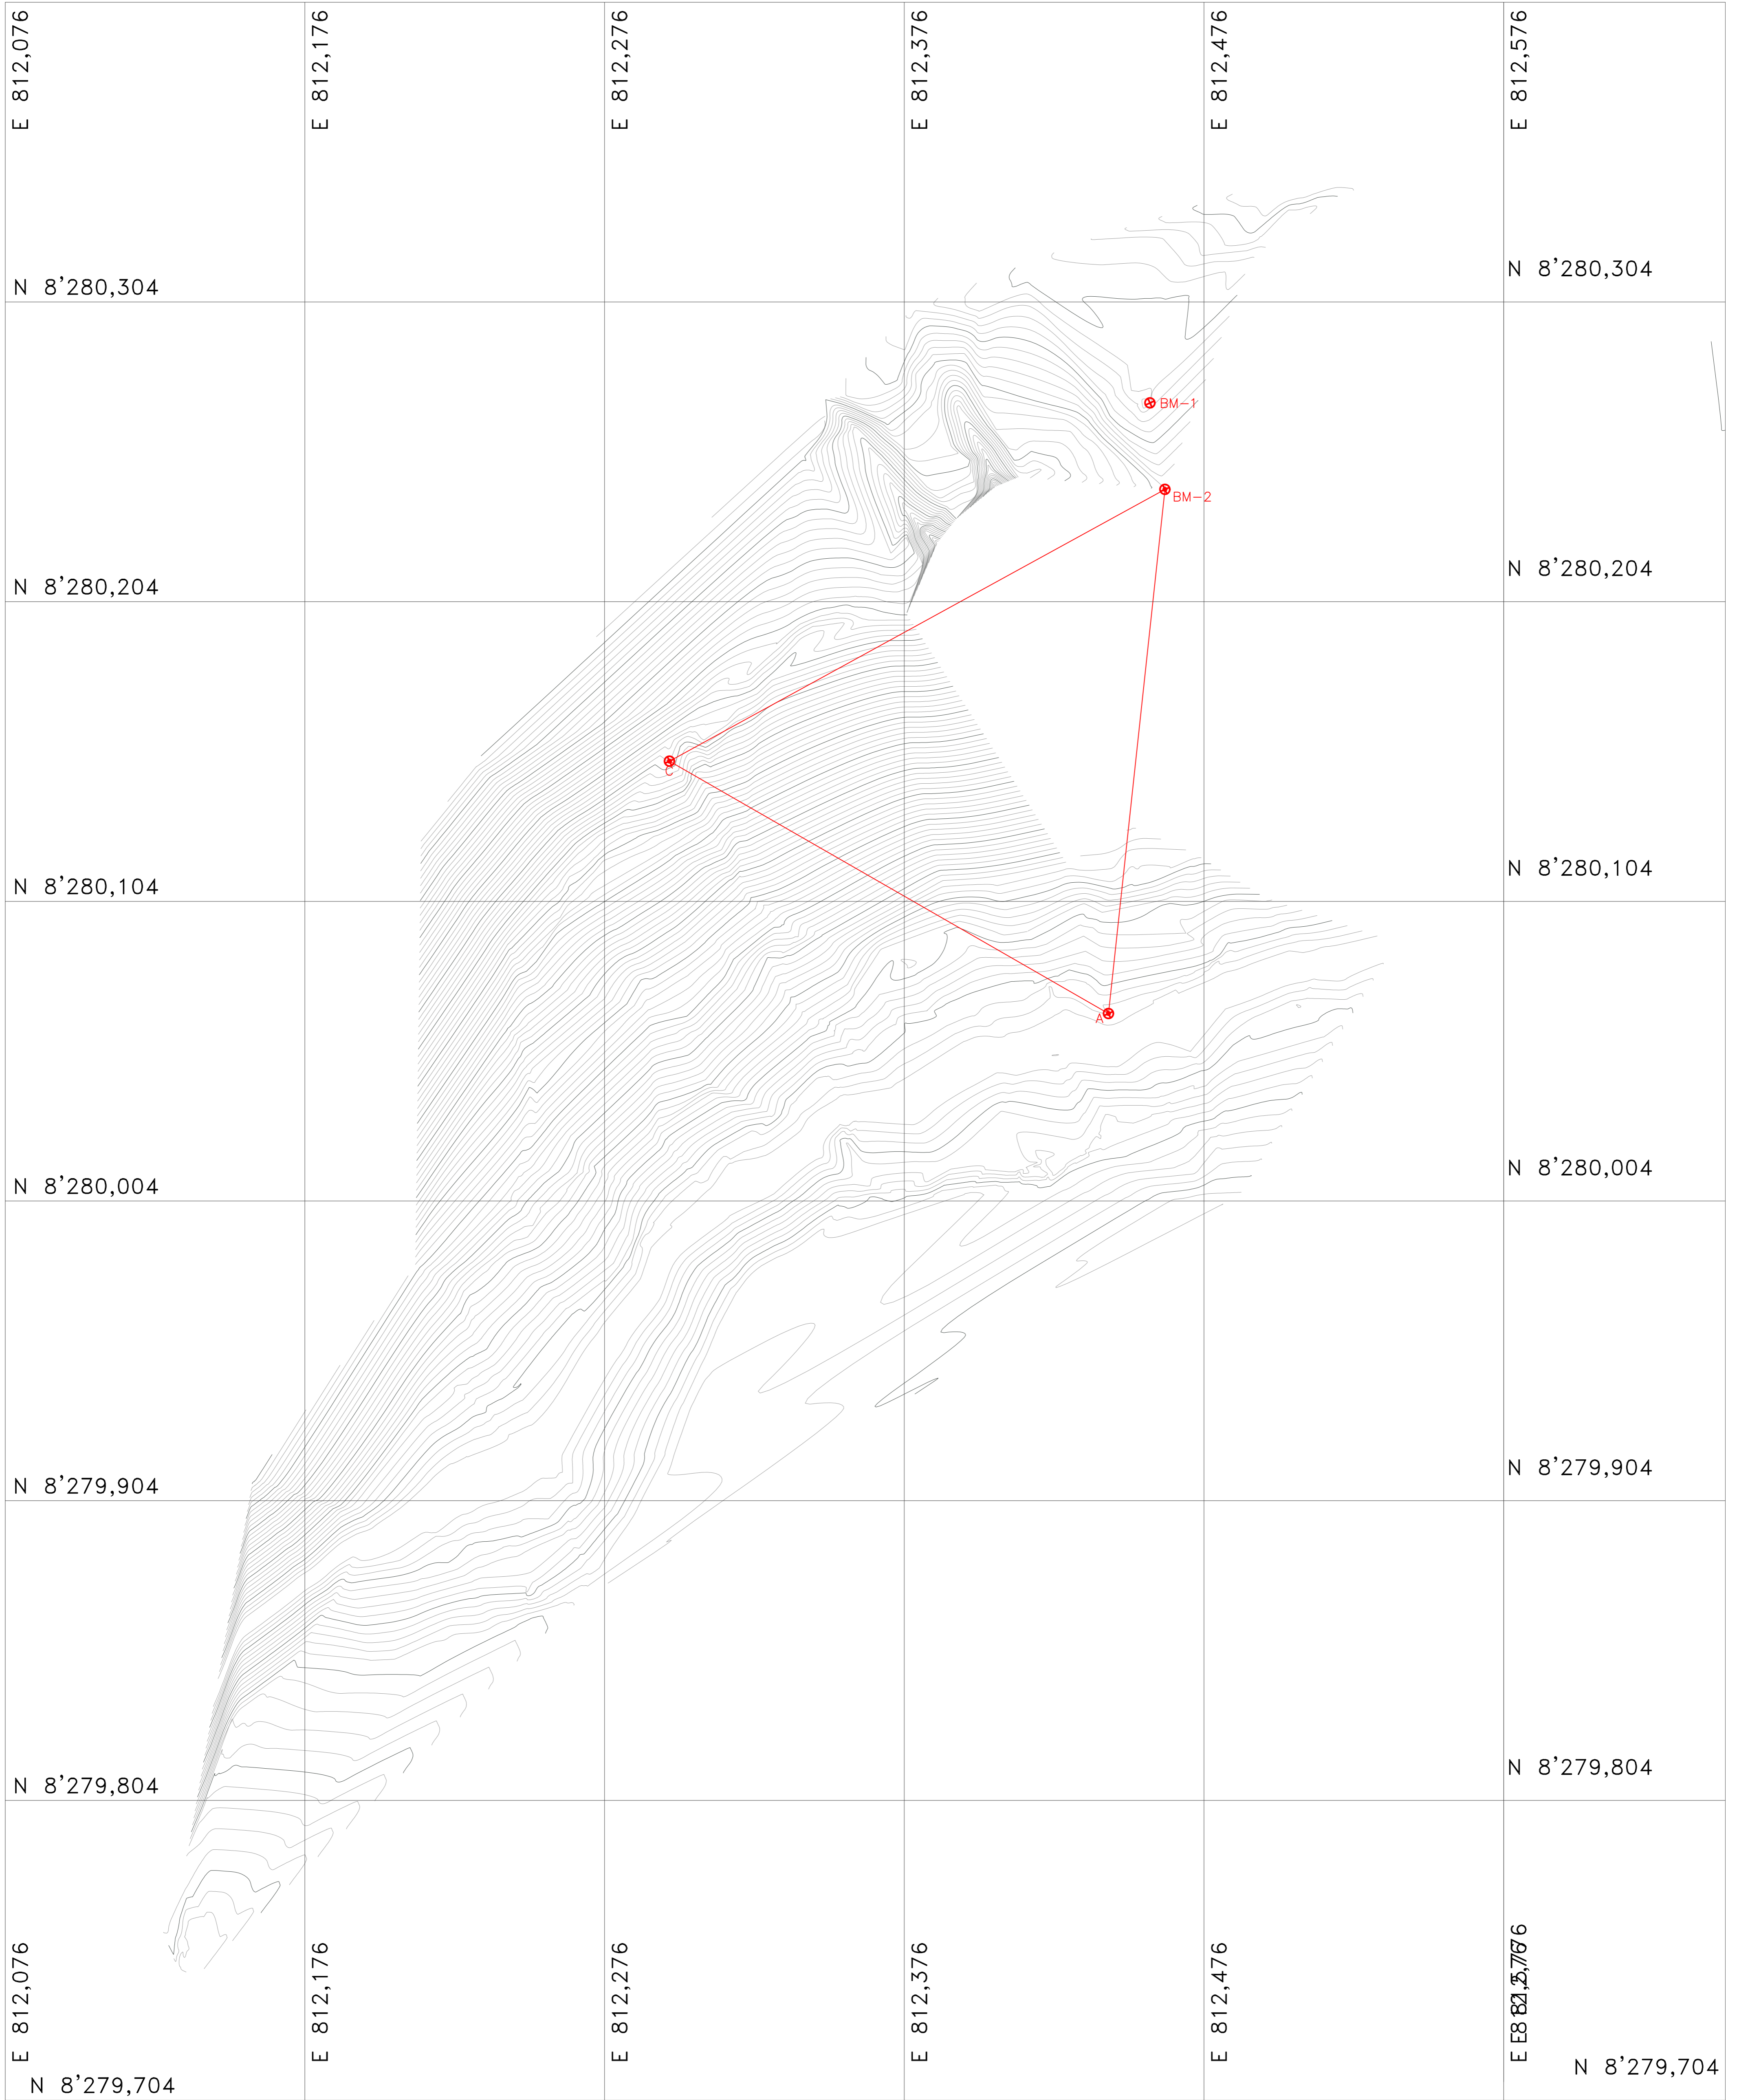 E 812,076
E 812,176
E 812,276
E 812,376
E 812,476
E 812,576
N 8'280,304
N 8'280,304
BM-1
BM-2
N 8'280,204
N 8'280,204
C
N 8'280,104
N 8'280,104
A
N 8'280,004
N 8'280,004
N 8'279,904
N 8'279,904
N 8'279,804
N 8'279,804
E 812,076
E 812,176
E 812,276
E 812,376
E 812,476
N 8'279,704
N 8'279,704